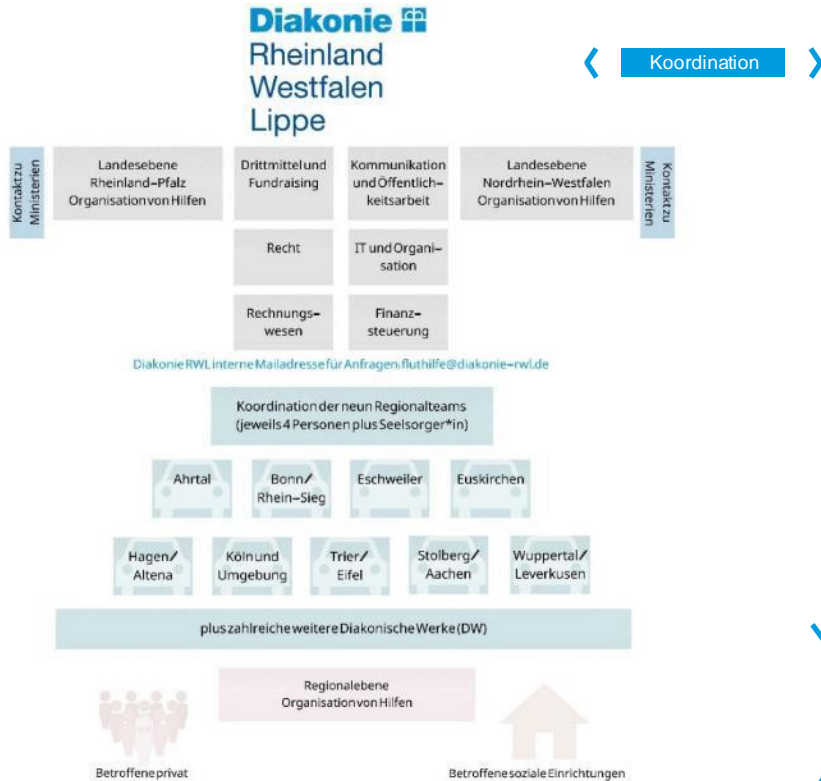 Diakonie
Rheinland
Westfalen
Lippe
Koordination
Kontakt zu
Ministerien
Landesebene
Rheinland-Pfalz
Organisation von Hilfen
Drittmittel und
Fundraising
Kommunikation
und Öffentlich-
keitsarbeit
Landesebene
Nordrhein-Westfalen
Organisation von Hilfen
Kontakt zu
Ministerien
Recht
IT und Organi-
sation
Rechnungs-
wesen
Finanz-
steuerung
Diakonie RWL interne Mailadresse für Anfragen: fluthilfe@diakonie-rwl.de
Koordination der neun Regionalteams
(jeweils 4 Personen plus Seelsorger*in)
Ahrtal
Bonn/
Rhein-Sieg
Eschweiler
Euskirchen
Hagen/
Altena
Köln und
Umgebung
Trier/
Eifel
Stolberg/
Aachen
Wuppertal/
Leverkusen
plus zahlreiche weitere Diakonische Werke (DW)
Regionalebene
Organisation von Hilfen
Betroffene privat
Betroffene soziale Einrichtungen